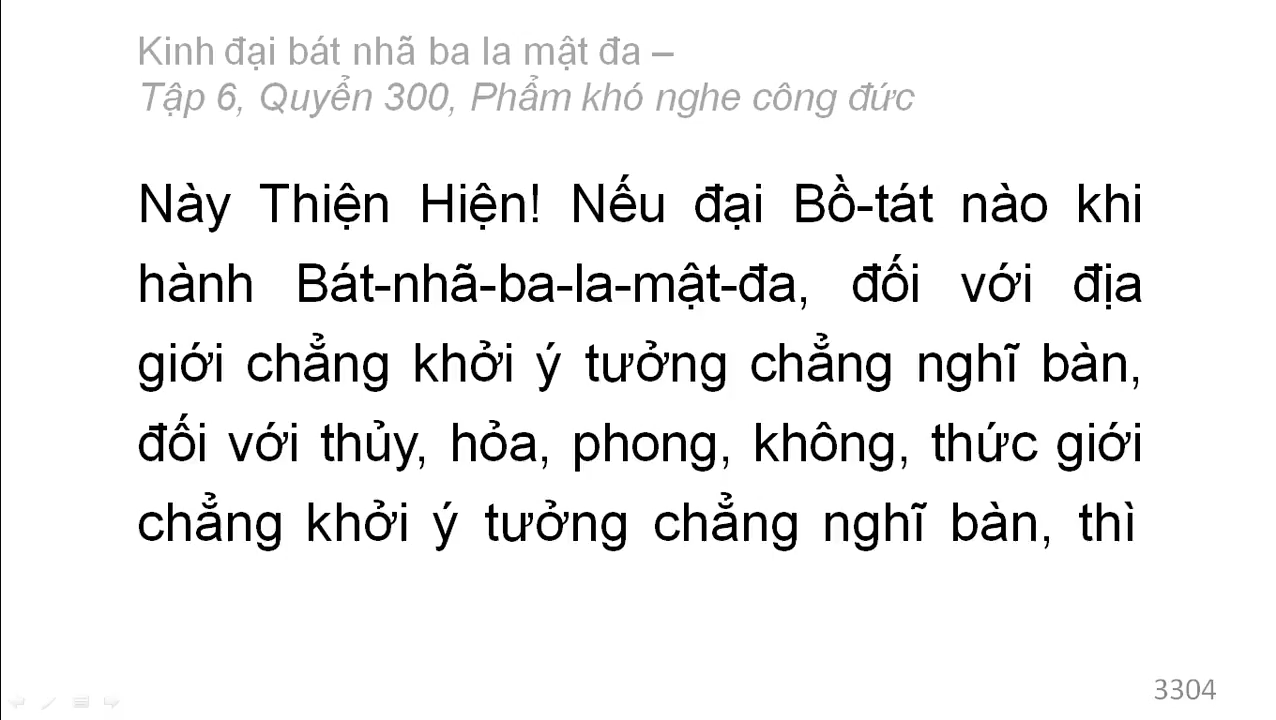 Kinh đại bát nhã ba la mật đa –
Tập 6, Quyển 300, Phẩm khó nghe công đức
Này Thiện Hiện! Nếu đại Bồ-tát nào khi
hành Bát-nhã-ba-la-mật-đa, đối với địa
giới chẳng khởi ý tưởng chẳng nghĩ bàn,
đối với thủy, hỏa, phong, không, thức giới
chẳng khởi ý tưởng chẳng nghĩ bàn, thì
3304